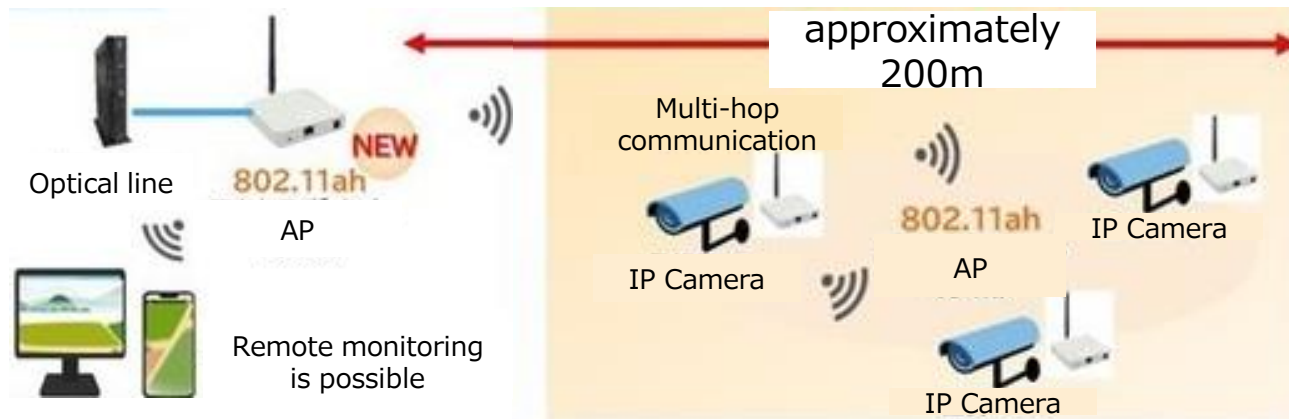 approximately
200m
Multi-hop
communication
NEW
Optical line
802.11ah
AP
IP Camera
802.11ah
AP
IP Camera
Remote monitoring
is possible
IP Camera